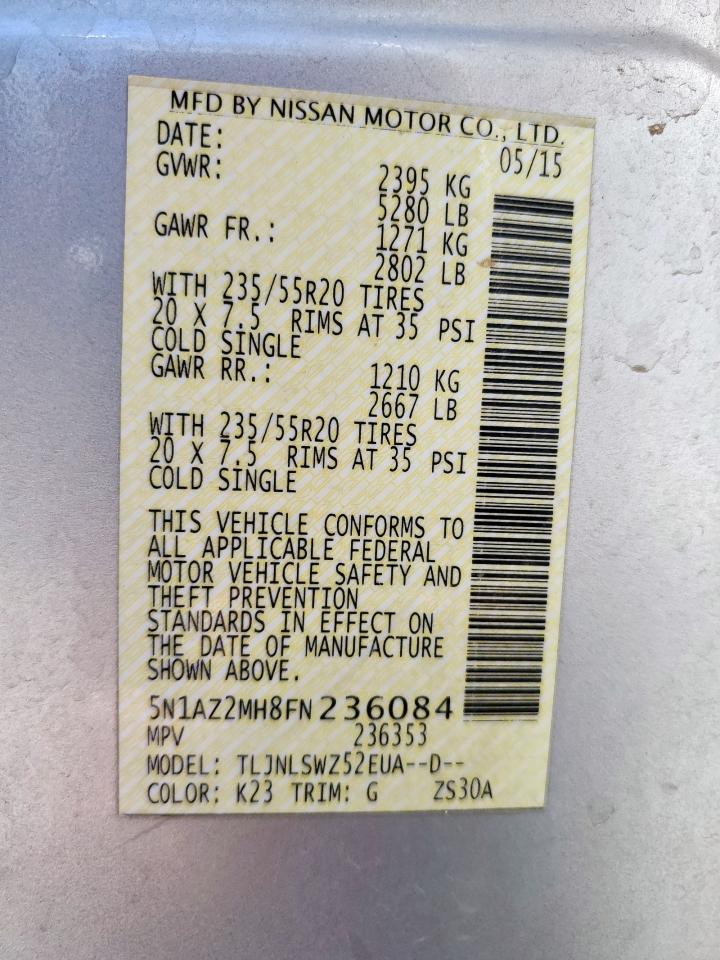 MFD BY NISSAN MOTOR CO., LTD.
DATE: 05/15
GVWR: 2395 KG
5280 LB
GAWR FR.: 1271 KG
2802 LB
WITH 235/55R20 TIRES
20 X 7.5 RIMS AT 35 PSI
COLD SINGLE
GAWR RR.: 1210 KG
2667 LB
WITH 235/55R20 TIRES
20 X 7.5 RIMS AT 35 PSI
COLD SINGLE
THIS VEHICLE CONFORMS TO
ALL APPLICABLE FEDERAL
MOTOR VEHICLE SAFETY AND
THEFT PREVENTION
STANDARDS IN EFFECT ON
THE DATE OF MANUFACTURE
SHOWN ABOVE.
5N1AZ2MH8FN236084
MPV 236353
MODEL: TLJNLSWZ52EUA--D--
COLOR: K23 TRIM: G ZS30A